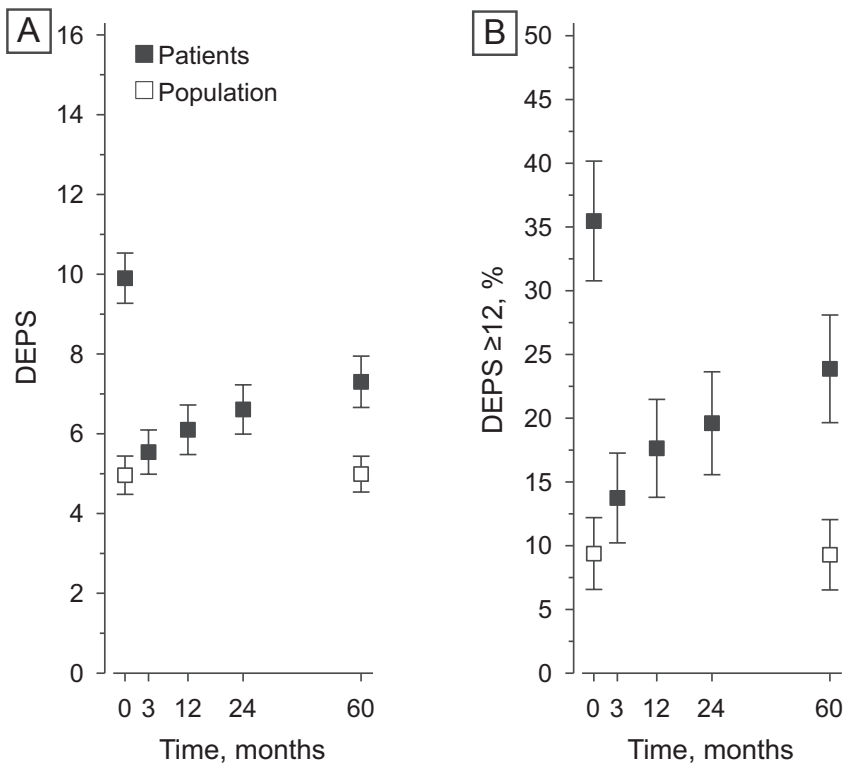 A
16
14
12
10
8
6
4
2
0
DEPS
Patients
Population
0 3 12 24 60
Time, months
B
50
45
40
35
30
25
20
15
10
5
0
DEPS ≥12, %
0 3 12 24 60
Time, months